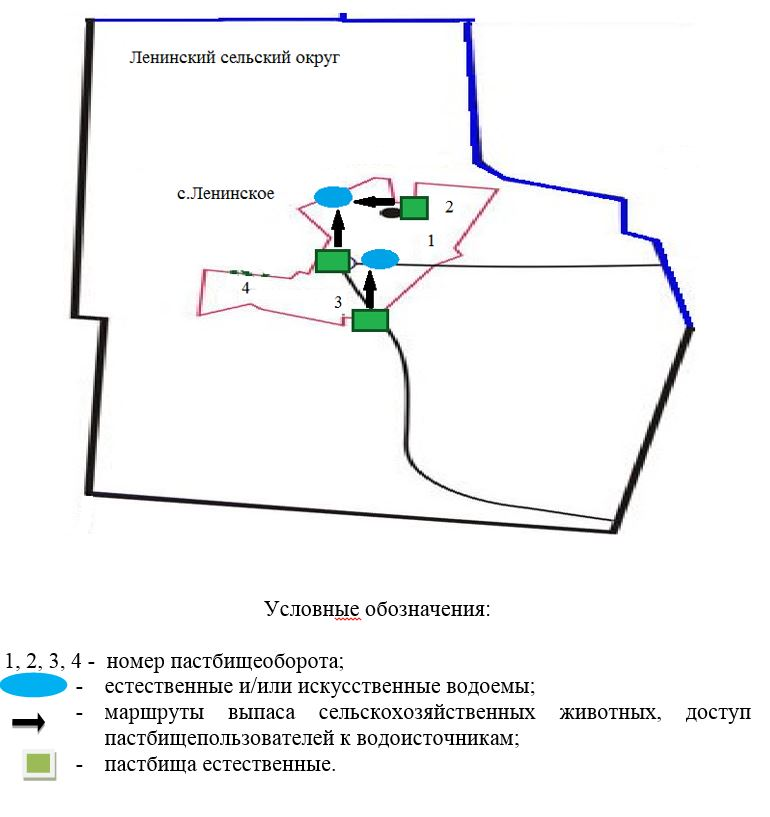 Ленинский сельский округ
с.Ленинское
2
1
4
3
Условные обозначения:
1, 2, 3, 4 - номер пастбищеоборота;
- естественные и/или искусственные водоемы;
- маршруты выпаса сельскохозяйственных животных, доступ
пастбищепользователей к водоисточникам;
- пастбища естественные.